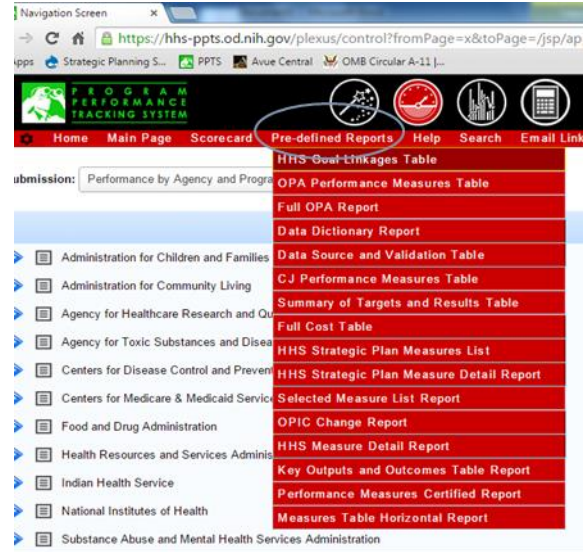 Navigation Screen
https://hhs-ppts.od.nih.gov/plexus/control?fromPage=x&toPage=/jsp/ap
Apps Strategic Planning S... PPTS Avue Central OMB Circular A-11 |...
PROGRAM
PERFORMANCE
TRACKING SYSTEM
Home Main Page Scorecard Pre-defined Reports Help Search Email Link
HHS Goal Linkages Table
ubmission: Performance by Agency and Progra
OPA Performance Measures Table
Full OPA Report
Data Dictionary Report
Administration for Children and Families
Data Source and Validation Table
Administration for Community Living
CJ Performance Measures Table
Agency for Healthcare Research and Qu
Summary of Targets and Results Table
Full Cost Table
Agency for Toxic Substances and Disea
HHS Strategic Plan Measures List
Centers for Disease Control and Prevent
HHS Strategic Plan Measure Detail Report
Centers for Medicare & Medicaid Service
Selected Measure List Report
Food and Drug Administration
OPIC Change Report
Health Resources and Services Adminis
HHS Measure Detail Report
Indian Health Service
Key Outputs and Outcomes Table Report
Performance Measures Certified Report
National Institutes of Health
Measures Table Horizontal Report
Substance Abuse and Mental Health Services Administration